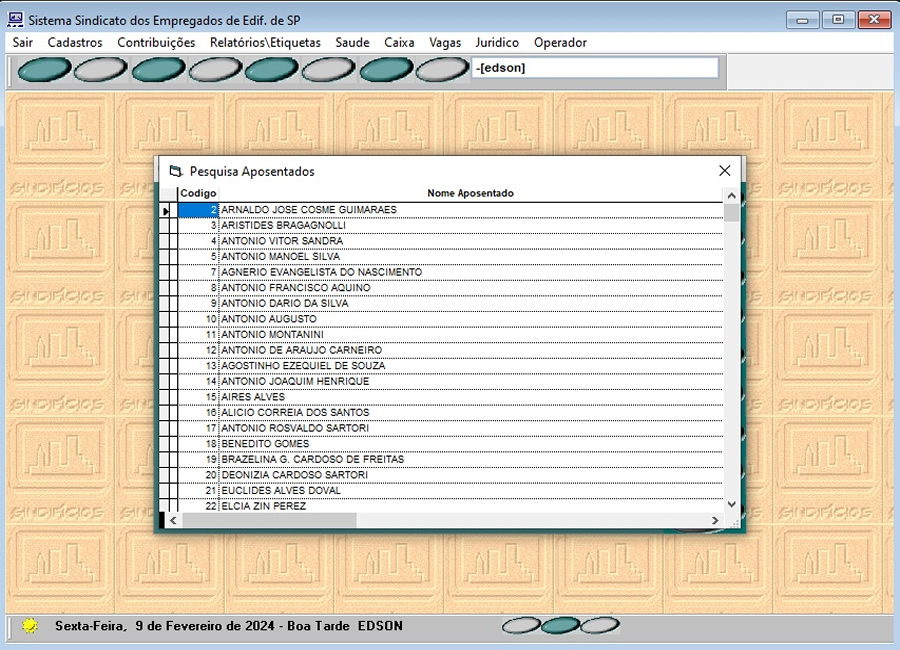 Sistema Sindicato dos Empregados de Edif. de SP
Sair Cadastros Contribuições Relatórios\Etiquetas Saude Caixa Vagas Juridico Operador
-[edson]
Pesquisa Aposentados
Codigo Nome Aposentado
2 ARNALDO JOSE COSME GUIMARAES
3 ARISTIDES BRAGAGNOLLI
4 ANTONIO VITOR SANDRA
5 ANTONIO MANOEL SILVA
7 AGNERIO EVANGELISTA DO NASCIMENTO
8 ANTONIO FRANCISCO AQUINO
9 ANTONIO DARIO DA SILVA
10 ANTONIO AUGUSTO
11 ANTONIO MONTANINI
12 ANTONIO DE ARAUJO CARNEIRO
13 AGOSTINHO EZEQUIEL DE SOUZA
14 ANTONIO JOAQUIM HENRIQUE
15 AIRES ALVES
16 ALICIO CORREIA DOS SANTOS
17 ANTONIO ROSVALDO SARTORI
18 BENEDITO GOMES
19 BRAZELINA G. CARDOSO DE FREITAS
20 DEONIZIA CARDOSO SARTORI
21 EUCLIDES ALVES DOVAL
22 ELCIA ZIN PEREZ
SINDIFÍCIOS
Sexta-Feira, 9 de Fevereiro de 2024 - Boa Tarde EDSON